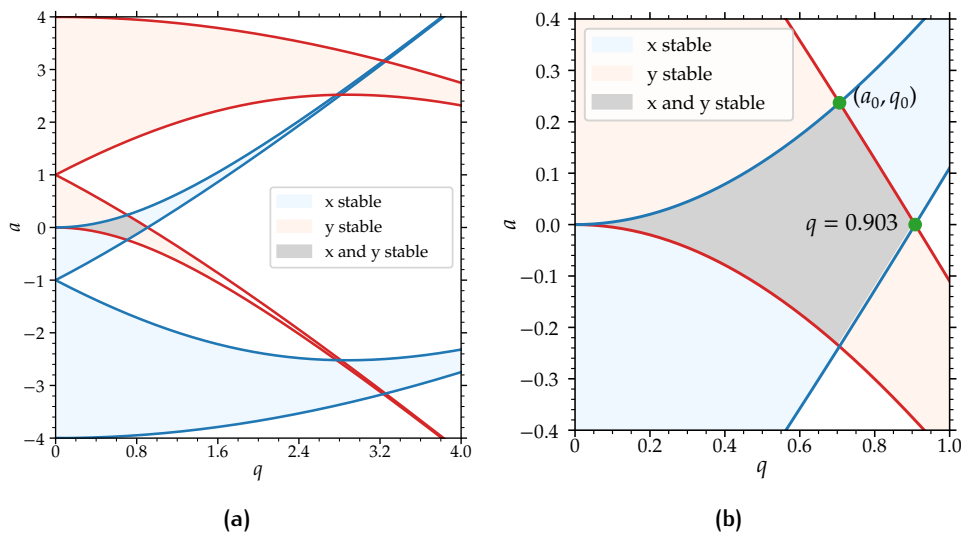 4
3
2
1
0
−1
−2
−3
−4
a
0
0.8
1.6
2.4
3.2
4.0
q
x stable
y stable
x and y stable
(a)
0.4
0.3
0.2
0.1
0.0
−0.1
−0.2
−0.3
−0.4
a
x stable
y stable
x and y stable
(a₀, q₀)
q = 0.903
0
0.2
0.4
0.6
0.8
1.0
q
(b)